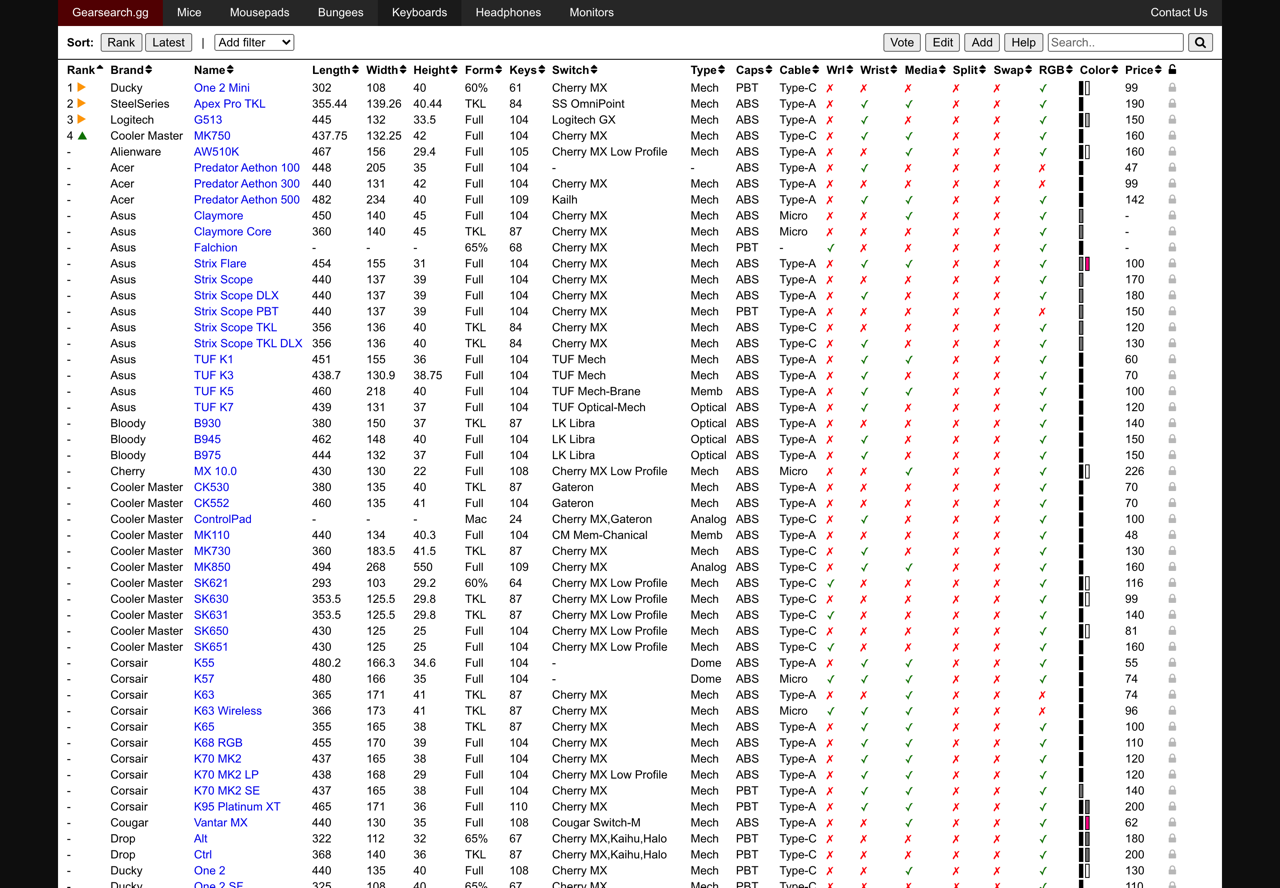 Gearsearch.gg Mice Mousepads Bungees Keyboards Headphones Monitors Contact Us
Sort: Rank Latest | Add filter Vote Edit Add Help Search..
Rank Brand Name Length Width Height Form Keys Switch Type Caps Cable Wrl Wrist Media Split Swap RGB Color Price
1 Ducky One 2 Mini 302 108 40 60% 61 Cherry MX Mech PBT Type-C ✗ ✗ ✗ ✗ ✗ ✓ 99
2 SteelSeries Apex Pro TKL 355.44 139.26 40.44 TKL 84 SS OmniPoint Mech ABS Type-A ✗ ✓ ✓ ✗ ✗ ✓ 190
3 Logitech G513 445 132 33.5 Full 104 Logitech GX Mech ABS Type-A ✗ ✓ ✗ ✗ ✗ ✓ 150
4 Cooler Master MK750 437.75 132.25 42 Full 104 Cherry MX Mech ABS Type-C ✗ ✓ ✓ ✗ ✗ ✓ 160
- Alienware AW510K 467 156 29.4 Full 105 Cherry MX Low Profile Mech ABS Type-A ✗ ✗ ✓ ✗ ✗ ✓ 160
- Acer Predator Aethon 100 448 205 35 Full 104 - - ABS Type-A ✗ ✓ ✗ ✗ ✗ ✗ 47
- Acer Predator Aethon 300 440 131 42 Full 104 Cherry MX Mech ABS Type-A ✗ ✗ ✗ ✗ ✗ ✗ 99
- Acer Predator Aethon 500 482 234 40 Full 109 Kailh Mech ABS Type-A ✗ ✓ ✓ ✗ ✗ ✓ 142
- Asus Claymore 450 140 45 Full 104 Cherry MX Mech ABS Micro ✗ ✗ ✓ ✗ ✗ ✓ -
- Asus Claymore Core 360 140 45 TKL 87 Cherry MX Mech ABS Micro ✗ ✗ ✗ ✗ ✗ ✓ -
- Asus Falchion - - - 65% 68 Cherry MX Mech PBT - ✓ ✗ ✗ ✗ ✗ ✓ -
- Asus Strix Flare 454 155 31 Full 104 Cherry MX Mech ABS Type-A ✗ ✓ ✓ ✗ ✗ ✓ 100
- Asus Strix Scope 440 137 39 Full 104 Cherry MX Mech ABS Type-A ✗ ✗ ✗ ✗ ✗ ✓ 170
- Asus Strix Scope DLX 440 137 39 Full 104 Cherry MX Mech ABS Type-A ✗ ✓ ✗ ✗ ✗ ✓ 180
- Asus Strix Scope PBT 440 137 39 Full 104 Cherry MX Mech PBT Type-A ✗ ✗ ✗ ✗ ✗ ✗ 150
- Asus Strix Scope TKL 356 136 40 TKL 84 Cherry MX Mech ABS Type-C ✗ ✗ ✗ ✗ ✗ ✓ 120
- Asus Strix Scope TKL DLX 356 136 40 TKL 84 Cherry MX Mech ABS Type-C ✗ ✓ ✗ ✗ ✗ ✓ 130
- Asus TUF K1 451 155 36 Full 104 TUF Mech Mech ABS Type-A ✗ ✓ ✓ ✗ ✗ ✓ 60
- Asus TUF K3 438.7 130.9 38.75 Full 104 TUF Mech Mech ABS Type-A ✗ ✓ ✗ ✗ ✗ ✓ 70
- Asus TUF K5 460 218 40 Full 104 TUF Mech-Brane Memb ABS Type-A ✗ ✓ ✓ ✗ ✗ ✓ 100
- Asus TUF K7 439 131 37 Full 104 TUF Optical-Mech Optical ABS Type-A ✗ ✓ ✗ ✗ ✗ ✓ 120
- Bloody B930 380 150 37 TKL 87 LK Libra Optical ABS Type-A ✗ ✗ ✗ ✗ ✗ ✓ 140
- Bloody B945 462 148 40 Full 104 LK Libra Optical ABS Type-A ✗ ✓ ✗ ✗ ✗ ✓ 150
- Bloody B975 444 132 37 Full 104 LK Libra Optical ABS Type-A ✗ ✓ ✗ ✗ ✗ ✓ 150
- Cherry MX 10.0 430 130 22 Full 108 Cherry MX Low Profile Mech ABS Micro ✗ ✗ ✓ ✗ ✗ ✓ 226
- Cooler Master CK530 380 135 40 TKL 87 Gateron Mech ABS Type-A ✗ ✗ ✗ ✗ ✗ ✓ 70
- Cooler Master CK552 460 135 41 Full 104 Gateron Mech ABS Type-A ✗ ✗ ✗ ✗ ✗ ✓ 70
- Cooler Master ControlPad - - - Mac 24 Cherry MX,Gateron Analog ABS Type-C ✗ ✓ ✗ ✗ ✗ ✓ 100
- Cooler Master MK110 440 134 40.3 Full 104 CM Mem-Chanical Memb ABS Type-A ✗ ✗ ✗ ✗ ✗ ✓ 48
- Cooler Master MK730 360 183.5 41.5 TKL 87 Cherry MX Mech ABS Type-C ✗ ✓ ✗ ✗ ✗ ✓ 130
- Cooler Master MK850 494 268 550 Full 109 Cherry MX Analog ABS Type-C ✗ ✓ ✓ ✗ ✗ ✓ 160
- Cooler Master SK621 293 103 29.2 60% 64 Cherry MX Low Profile Mech ABS Type-C ✓ ✗ ✗ ✗ ✗ ✓ 116
- Cooler Master SK630 353.5 125.5 29.8 TKL 87 Cherry MX Low Profile Mech ABS Type-C ✗ ✗ ✗ ✗ ✗ ✓ 99
- Cooler Master SK631 353.5 125.5 29.8 TKL 87 Cherry MX Low Profile Mech ABS Type-C ✓ ✗ ✗ ✗ ✗ ✓ 140
- Cooler Master SK650 430 125 25 Full 104 Cherry MX Low Profile Mech ABS Type-C ✗ ✗ ✗ ✗ ✗ ✓ 81
- Cooler Master SK651 430 125 25 Full 104 Cherry MX Low Profile Mech ABS Type-C ✓ ✗ ✗ ✗ ✗ ✓ 160
- Corsair K55 480.2 166.3 34.6 Full 104 - Dome ABS Type-A ✗ ✓ ✓ ✗ ✗ ✓ 55
- Corsair K57 480 166 35 Full 104 - Dome ABS Micro ✓ ✓ ✓ ✗ ✗ ✓ 74
- Corsair K63 365 171 41 TKL 87 Cherry MX Mech ABS Type-A ✗ ✗ ✓ ✗ ✗ ✗ 74
- Corsair K63 Wireless 366 173 41 TKL 87 Cherry MX Mech ABS Micro ✓ ✓ ✓ ✗ ✗ ✗ 96
- Corsair K65 355 165 38 TKL 87 Cherry MX Mech ABS Type-A ✗ ✓ ✓ ✗ ✗ ✓ 100
- Corsair K68 RGB 455 170 39 Full 104 Cherry MX Mech ABS Type-A ✗ ✓ ✓ ✗ ✗ ✓ 110
- Corsair K70 MK2 437 165 38 Full 104 Cherry MX Mech ABS Type-A ✗ ✓ ✓ ✗ ✗ ✓ 120
- Corsair K70 MK2 LP 438 168 29 Full 104 Cherry MX Low Profile Mech ABS Type-A ✗ ✓ ✓ ✗ ✗ ✓ 120
- Corsair K70 MK2 SE 437 165 38 Full 104 Cherry MX Mech PBT Type-A ✗ ✓ ✓ ✗ ✗ ✓ 140
- Corsair K95 Platinum XT 465 171 36 Full 110 Cherry MX Mech PBT Type-A ✗ ✓ ✓ ✗ ✗ ✓ 200
- Cougar Vantar MX 440 130 35 Full 108 Cougar Switch-M Mech ABS Type-A ✗ ✗ ✓ ✗ ✗ ✓ 62
- Drop Alt 322 112 32 65% 67 Cherry MX,Kaihu,Halo Mech PBT Type-C ✗ ✗ ✗ ✗ ✗ ✓ 180
- Drop Ctrl 368 140 36 TKL 87 Cherry MX,Kaihu,Halo Mech PBT Type-C ✗ ✗ ✗ ✗ ✗ ✓ 200
- Ducky One 2 440 135 40 Full 108 Cherry MX Mech PBT Type-C ✗ ✗ ✓ ✗ ✗ ✓ 130
- Ducky One 2 SF 325 108 40 65% 67 Cherry MX Mech PBT Type-C ✗ ✗ ✗ ✗ ✗ ✓ 110